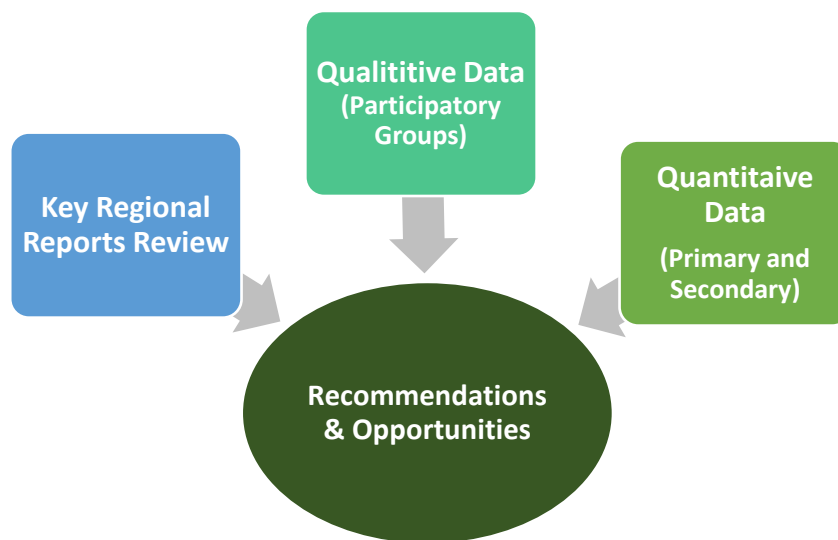 Qualititive Data
(Participatory
Groups)
Key Regional
Reports Review
Quantitaive
Data
(Primary and
Secondary)
Recommendations
& Opportunities